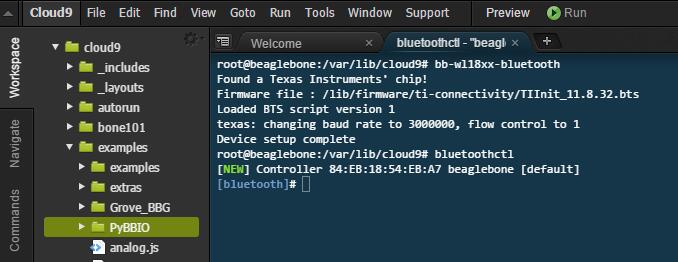 Cloud9 File Edit Find View Goto Run Tools Window Support Preview Run
Workspace
Navigate
Commands
cloud9
_includes
_layouts
autorun
bone101
examples
examples
extras
Grove_BBG
PyBBIO
analog.js
Welcome
bluetoothctl - "beagl
root@beaglebone:/var/lib/cloud9# bb-wl18xx-bluetooth
Found a Texas Instruments' chip!
Firmware file : /lib/firmware/ti-connectivity/TIInit_11.8.32.bts
Loaded BTS script version 1
texas: changing baud rate to 3000000, flow control to 1
Device setup complete
root@beaglebone:/var/lib/cloud9# bluetoothctl
[NEW] Controller 84:EB:18:54:EB:A7 beaglebone [default]
[bluetooth]#